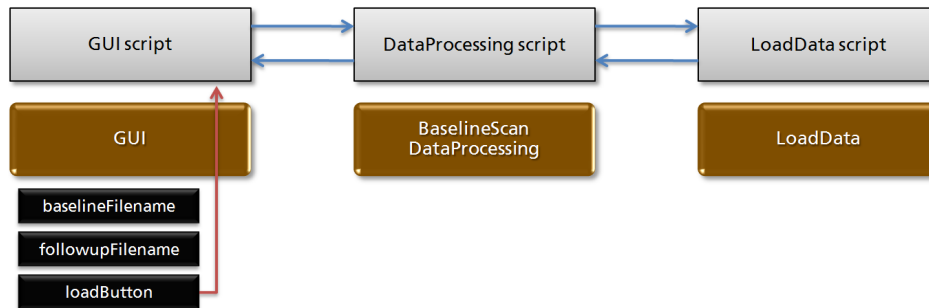 GUI script
DataProcessing script
LoadData script
GUI
BaselineScan
DataProcessing
LoadData
baselineFilename
followupFilename
loadButton